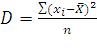 D = ∑(xᵢ−X̄)² / n